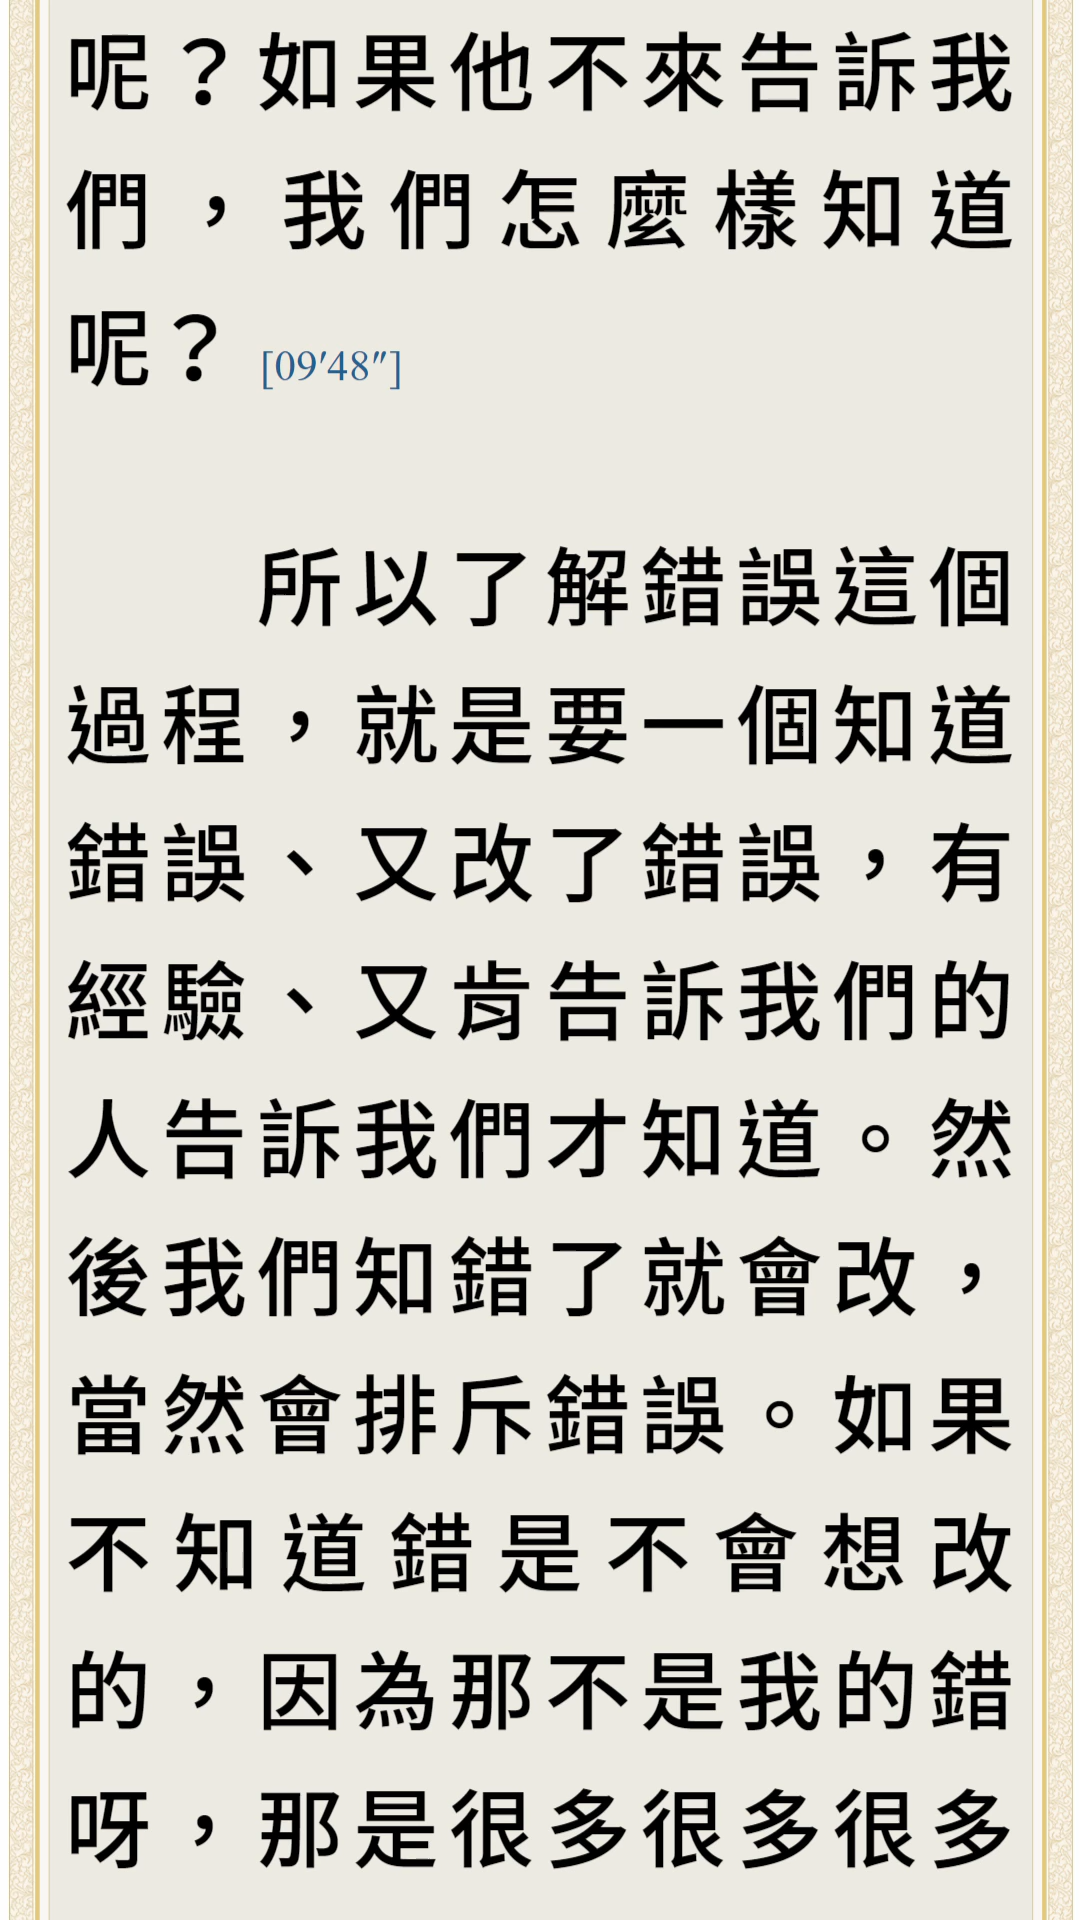 呢？如果他不來告訴我
們，我們怎麼樣知道
呢？ [09′48″]
所以了解錯誤這個
過程，就是要一個知道
錯誤、又改了錯誤，有
經驗、又肯告訴我們的
人告訴我們才知道。然
後我們知錯了就會改，
當然會排斥錯誤。如果
不知道錯是不會想改
的，因為那不是我的錯
呀，那是很多很多很多